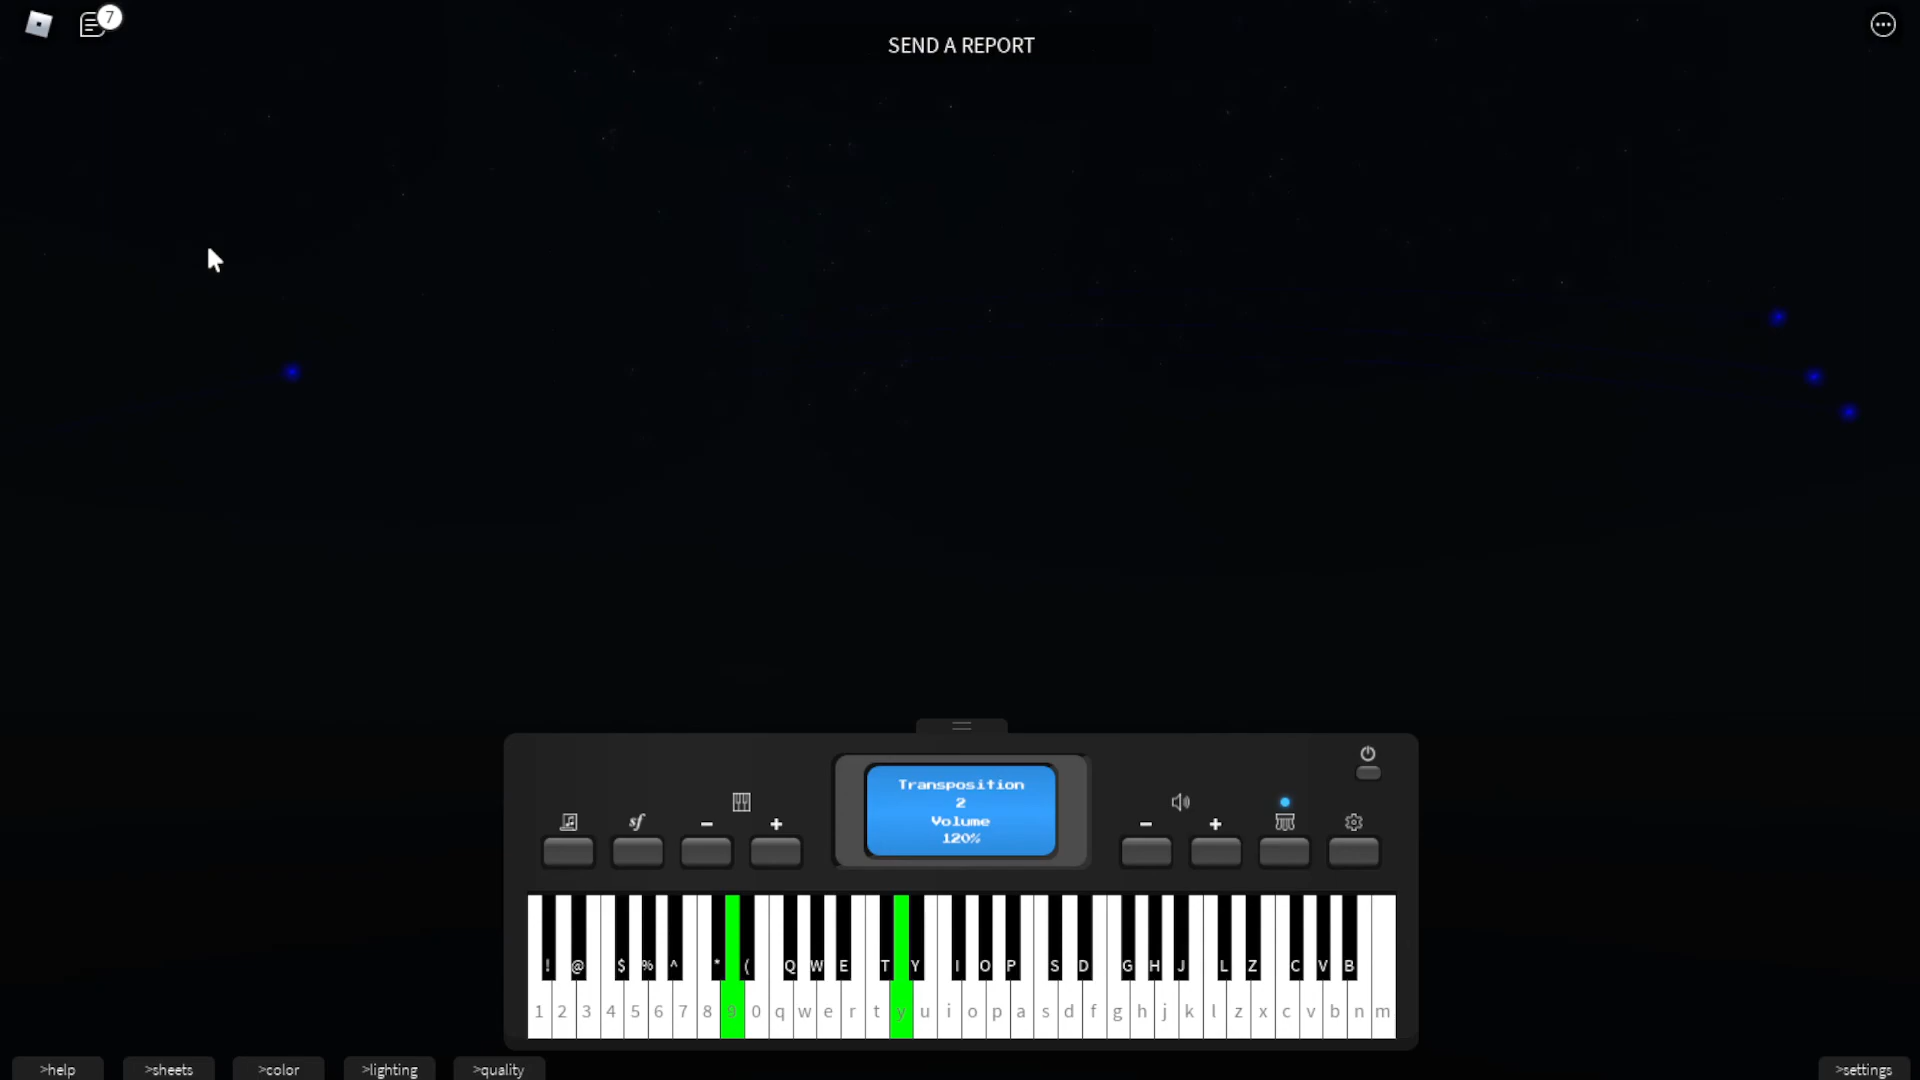 7
SEND A REPORT
Transposition
2
Volume
120%
sf
- +
- +
! @ $ % ^ * ( Q W E T Y I O P S D G H J L Z C V B
1 2 3 4 5 6 7 8 9 0 q w e r t y u i o p a s d f g h j k l z x c v b n m
>help >sheets >color >lighting >quality >settings